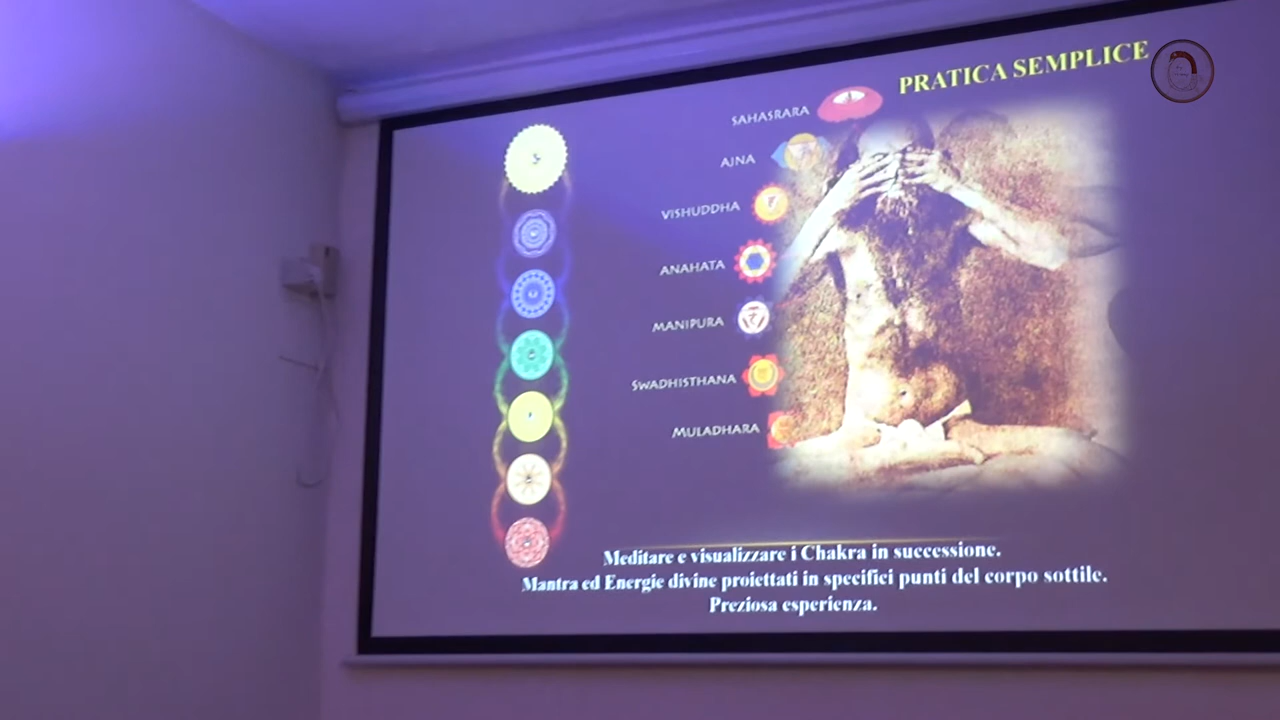 PRATICA SEMPLICE
SAHASRARA
AJNA
VISHUDDHA
ANAHATA
MANIPURA
SWADHISTHANA
MULADHARA
Meditare e visualizzare i Chakra in successione.
Mantra ed Energie divine proiettati in specifici punti del corpo sottile.
Preziosa esperienza.